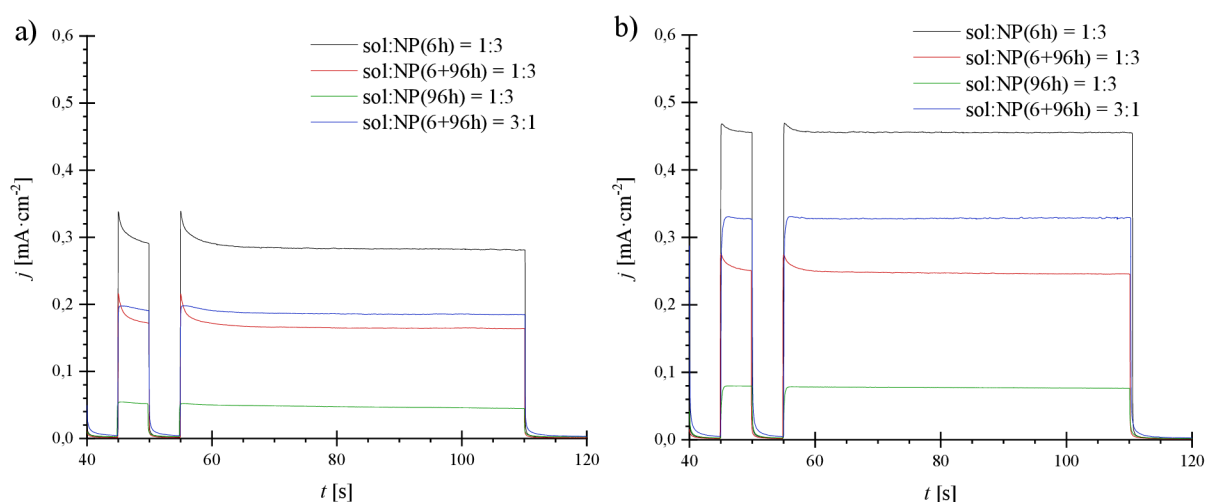 a)
sol:NP(6h) = 1:3
sol:NP(6+96h) = 1:3
sol:NP(96h) = 1:3
sol:NP(6+96h) = 3:1
0,6
0,5
0,4
0,3
0,2
0,1
0,0
j [mA·cm⁻²]
40 60 80 100 120
t [s]
b)
sol:NP(6h) = 1:3
sol:NP(6+96h) = 1:3
sol:NP(96h) = 1:3
sol:NP(6+96h) = 3:1
0,6
0,5
0,4
0,3
0,2
0,1
0,0
j [mA·cm⁻²]
40 60 80 100 120
t [s]